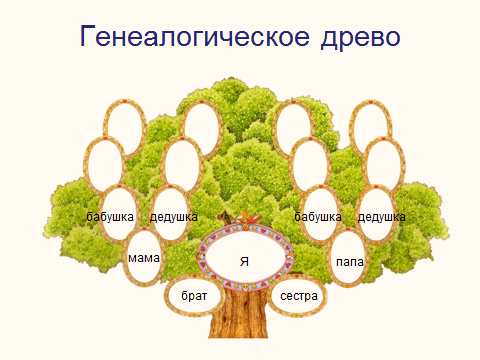 Генеалогическое древо
бабушка дедушка бабушка дедушка
мама Я папа
брат сестра